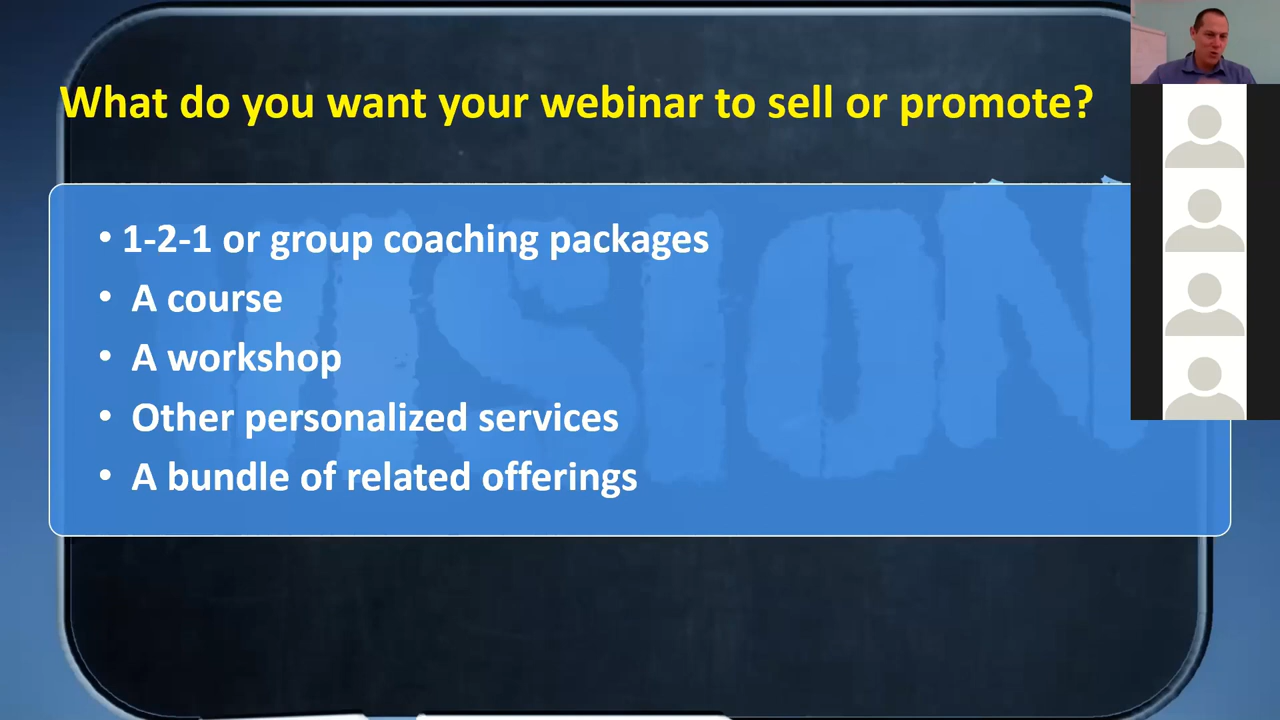 What do you want your webinar to sell or promote?
• 1-2-1 or group coaching packages
• A course
• A workshop
• Other personalized services
• A bundle of related offerings
VISION